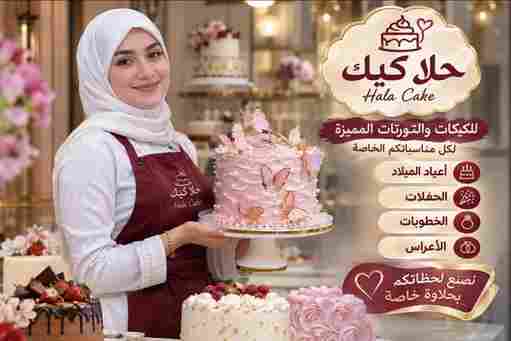 حلا كيك
Hala Cake
للكيكات والتورتات المميزة
لكل مناسباتكم الخاصة
أعياد الميلاد
الحفلات
الخطوبات
الأعراس
نصنع لحظاتكم
بحلاوة خاصة
حلا كيك
Hala Cake